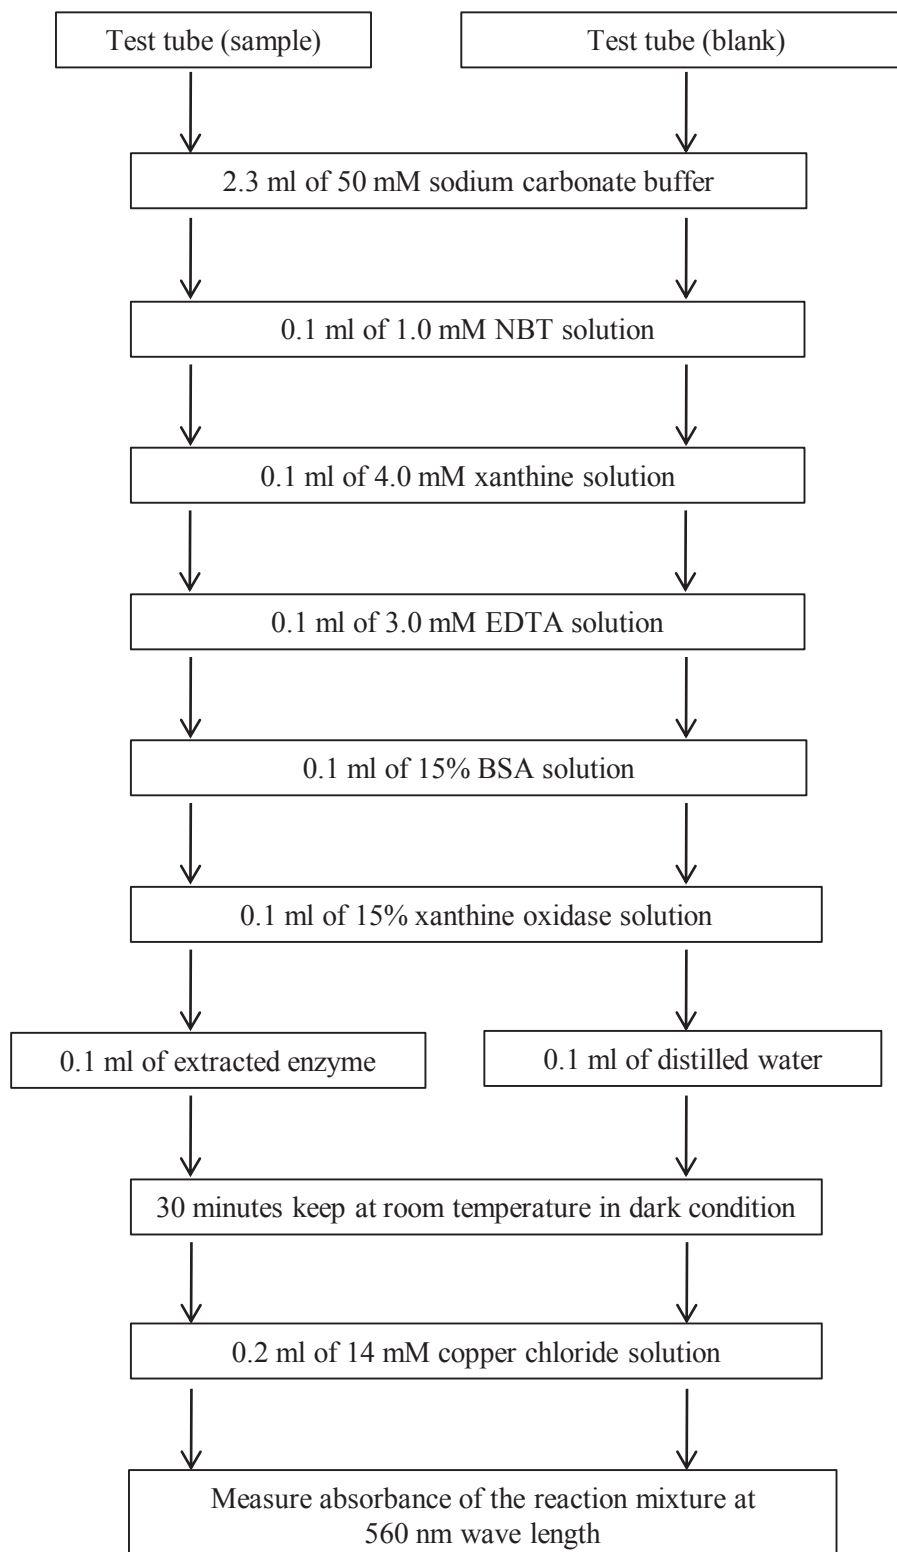 Test tube (sample)
Test tube (blank)
2.3 ml of 50 mM sodium carbonate buffer
0.1 ml of 1.0 mM NBT solution
0.1 ml of 4.0 mM xanthine solution
0.1 ml of 3.0 mM EDTA solution
0.1 ml of 15% BSA solution
0.1 ml of 15% xanthine oxidase solution
0.1 ml of extracted enzyme
0.1 ml of distilled water
30 minutes keep at room temperature in dark condition
0.2 ml of 14 mM copper chloride solution
Measure absorbance of the reaction mixture at
560 nm wave length